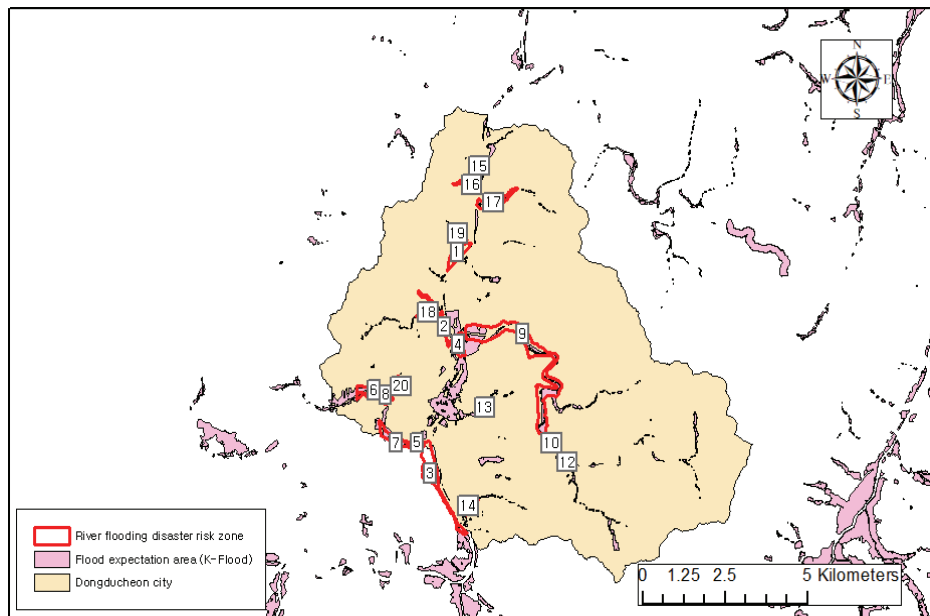 N
W E
S
15
16
17
19
1
18
2
9
4
6
20
8
13
7
5
10
3
12
14
River flooding disaster risk zone
Flood expectation area (K-Flood)
Dongducheon city
0 1.25 2.5 5 Kilometers